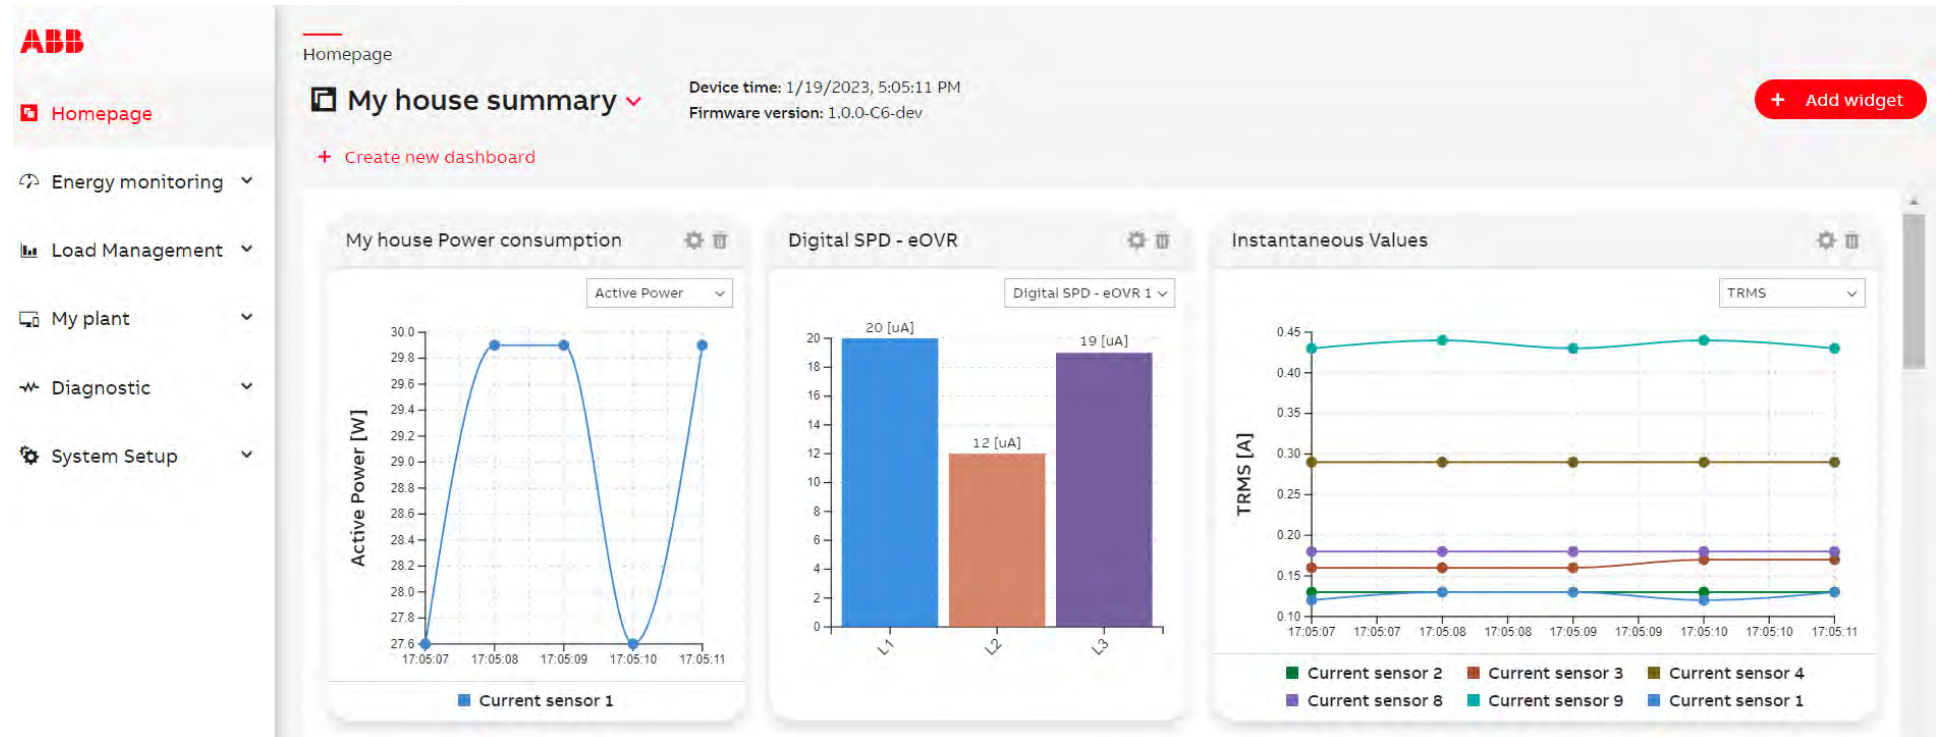 ABB
Homepage
Energy monitoring
Load Management
My plant
Diagnostic
System Setup
Homepage
My house summary
Device time: 1/19/2023, 5:05:11 PM
Firmware version: 1.0.0-C6-dev
+ Add widget
+ Create new dashboard
My house Power consumption
Active Power
Active Power [W]
30.0
29.8
29.6
29.4
29.2
29.0
28.8
28.6
28.4
28.2
28.0
27.8
27.6
17:05:07 17:05:08 17:05:09 17:05:10 17:05:11
Current sensor 1
Digital SPD - eOVR
Digital SPD - eOVR 1
20 [uA]
19 [uA]
12 [uA]
20
18
16
14
12
10
8
6
4
2
0
L1 L2 L3
Instantaneous Values
TRMS
TRMS [A]
0.45
0.40
0.35
0.30
0.25
0.20
0.15
0.10
17:05:07 17:05:07 17:05:08 17:05:08 17:05:09 17:05:09 17:05:10 17:05:10 17:05:11
Current sensor 2 Current sensor 3 Current sensor 4
Current sensor 8 Current sensor 9 Current sensor 1